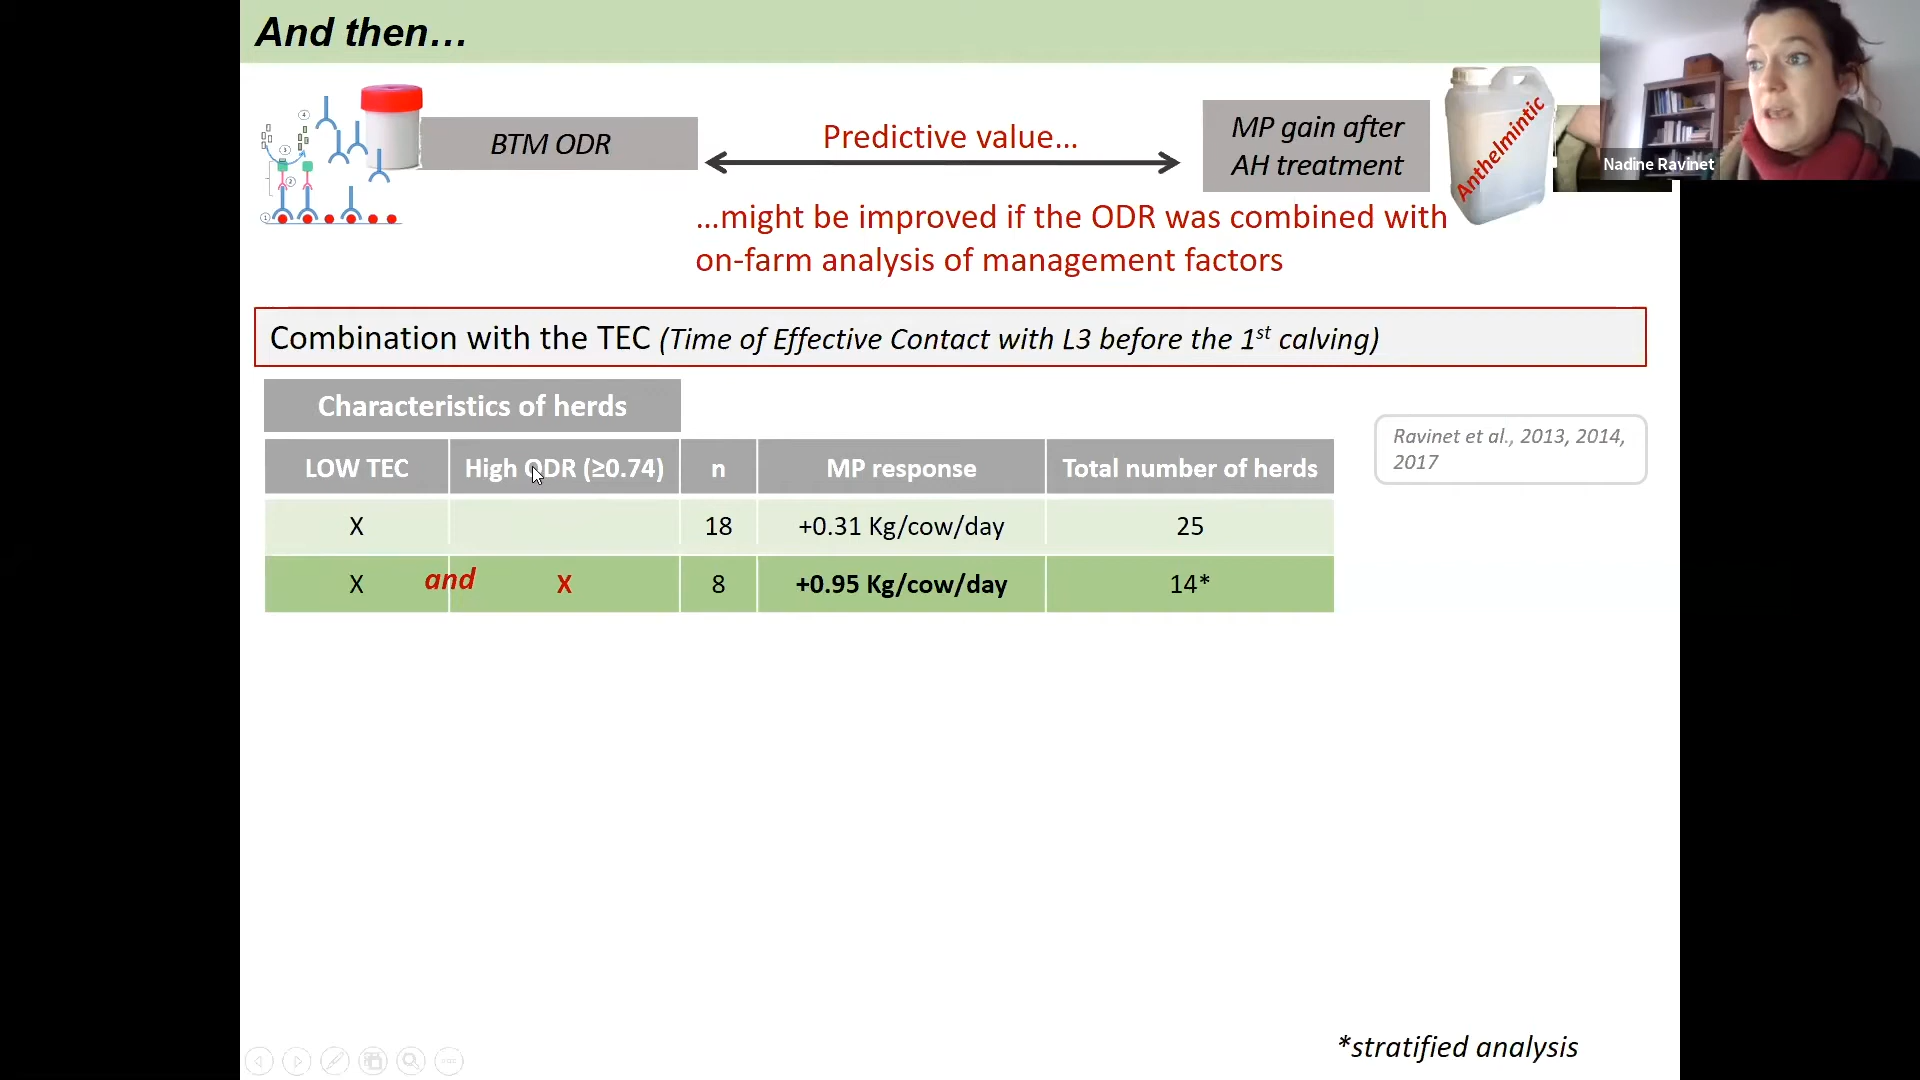 And then...
BTM ODR
Predictive value...
MP gain after
AH treatment
Anthelmintic
Nadine Ravinet
...might be improved if the ODR was combined with
on-farm analysis of management factors
Combination with the TEC (Time of Effective Contact with L3 before the 1st calving)
Characteristics of herds
Ravinet et al., 2013, 2014,
2017
LOW TEC High ODR (≥0.74) n MP response Total number of herds
X 18 +0.31 Kg/cow/day 25
X and X 8 +0.95 Kg/cow/day 14*
*stratified analysis